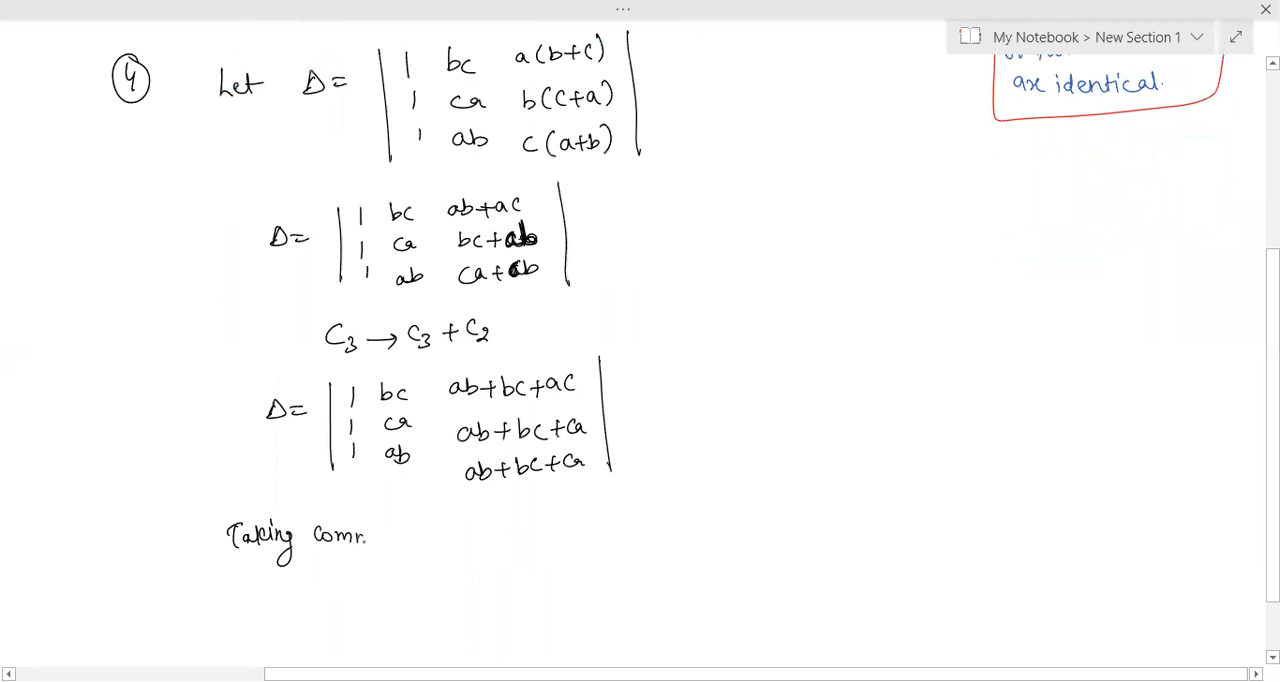 My Notebook > New Section 1
are identical.
④ Let Δ = | 1 bc a(b+c) |
| 1 ca b(c+a) |
| 1 ab c(a+b) |
Δ = | 1 bc ab+ac |
| 1 ca bc+ab |
| 1 ab ca+cb |
C₃ → C₃ + C₂
Δ = | 1 bc ab+bc+ac |
| 1 ca ab+bc+ca |
| 1 ab ab+bc+ca |
Taking comm